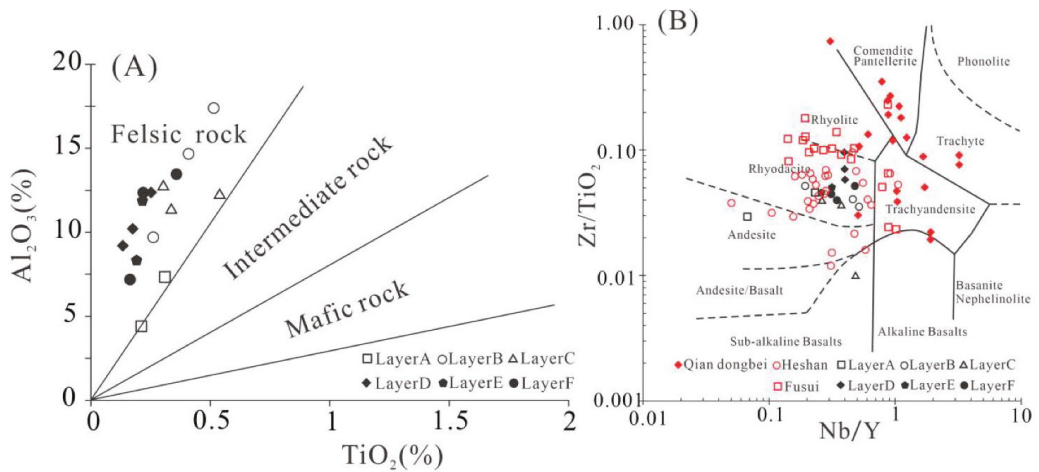 (A)
20
15
10
5
0
Al₂O₃(%)
Felsic rock
Intermediate rock
Mafic rock
LayerA LayerB LayerC
LayerD LayerE LayerF
0 0.5 1 1.5 2
TiO₂(%)
(B)
1.00
0.10
0.01
0.001
Zr/TiO₂
Comendite
Pantellerite
Phonolite
Rhyolite
Trachyte
Rhyodacite
Trachyandensite
Andesite
Andesite/Basalt
Basanite
Nephelinolite
Sub-alkaline Basalts
Alkaline Basalts
Qian dongbei Heshan LayerA LayerB LayerC
Fusui LayerD LayerE LayerF
0.01 0.1 1.0 10
Nb/Y